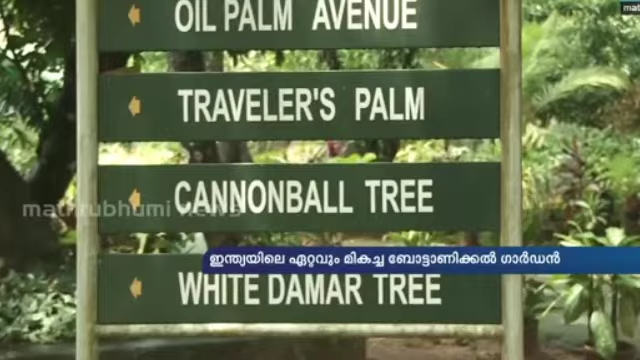 mat
OIL PALM AVENUE
TRAVELER'S PALM
CANNONBALL TREE
mathrubhumi news
ഇന്ത്യയിലെ ഏറ്റവും മികച്ച ബോട്ടാണിക്കൽ ഗാർഡൻ
WHITE DAMAR TREE